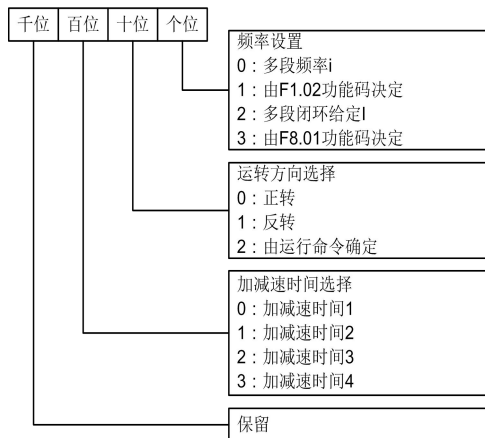 千位 百位 十位 个位
频率设置
0：多段频率i
1：由F1.02功能码决定
2：多段闭环给定I
3：由F8.01功能码决定
运转方向选择
0：正转
1：反转
2：由运行命令确定
加减速时间选择
0：加减速时间1
1：加减速时间2
2：加减速时间3
3：加减速时间4
保留